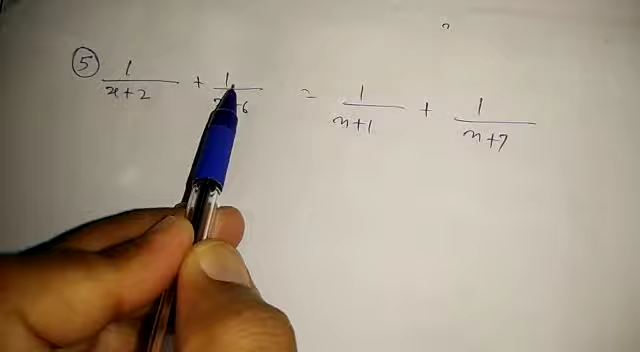 ⑤ 1/(x+2) + 1/(x+6) = 1/(x+1) + 1/(x+7)